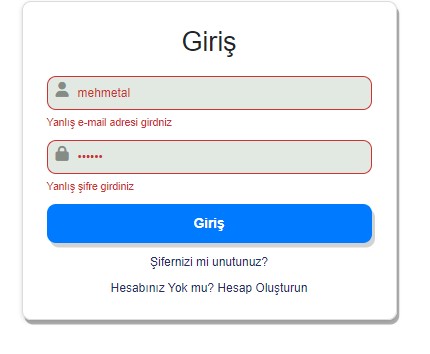 Giriş
mehmetal
Yanlış e-mail adresi girdniz
••••••
Yanlış şifre girdiniz
Giriş
Şifernizi mi unutunuz?
Hesabınız Yok mu? Hesap Oluşturun